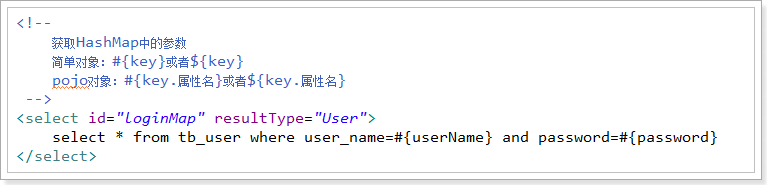 <!--
获取HashMap中的参数
简单对象：#{key}或者${key}
pojo对象：#{key.属性名}或者${key.属性名}
-->
<select id="loginMap" resultType="User">
select * from tb_user where user_name=#{userName} and password=#{password}
</select>